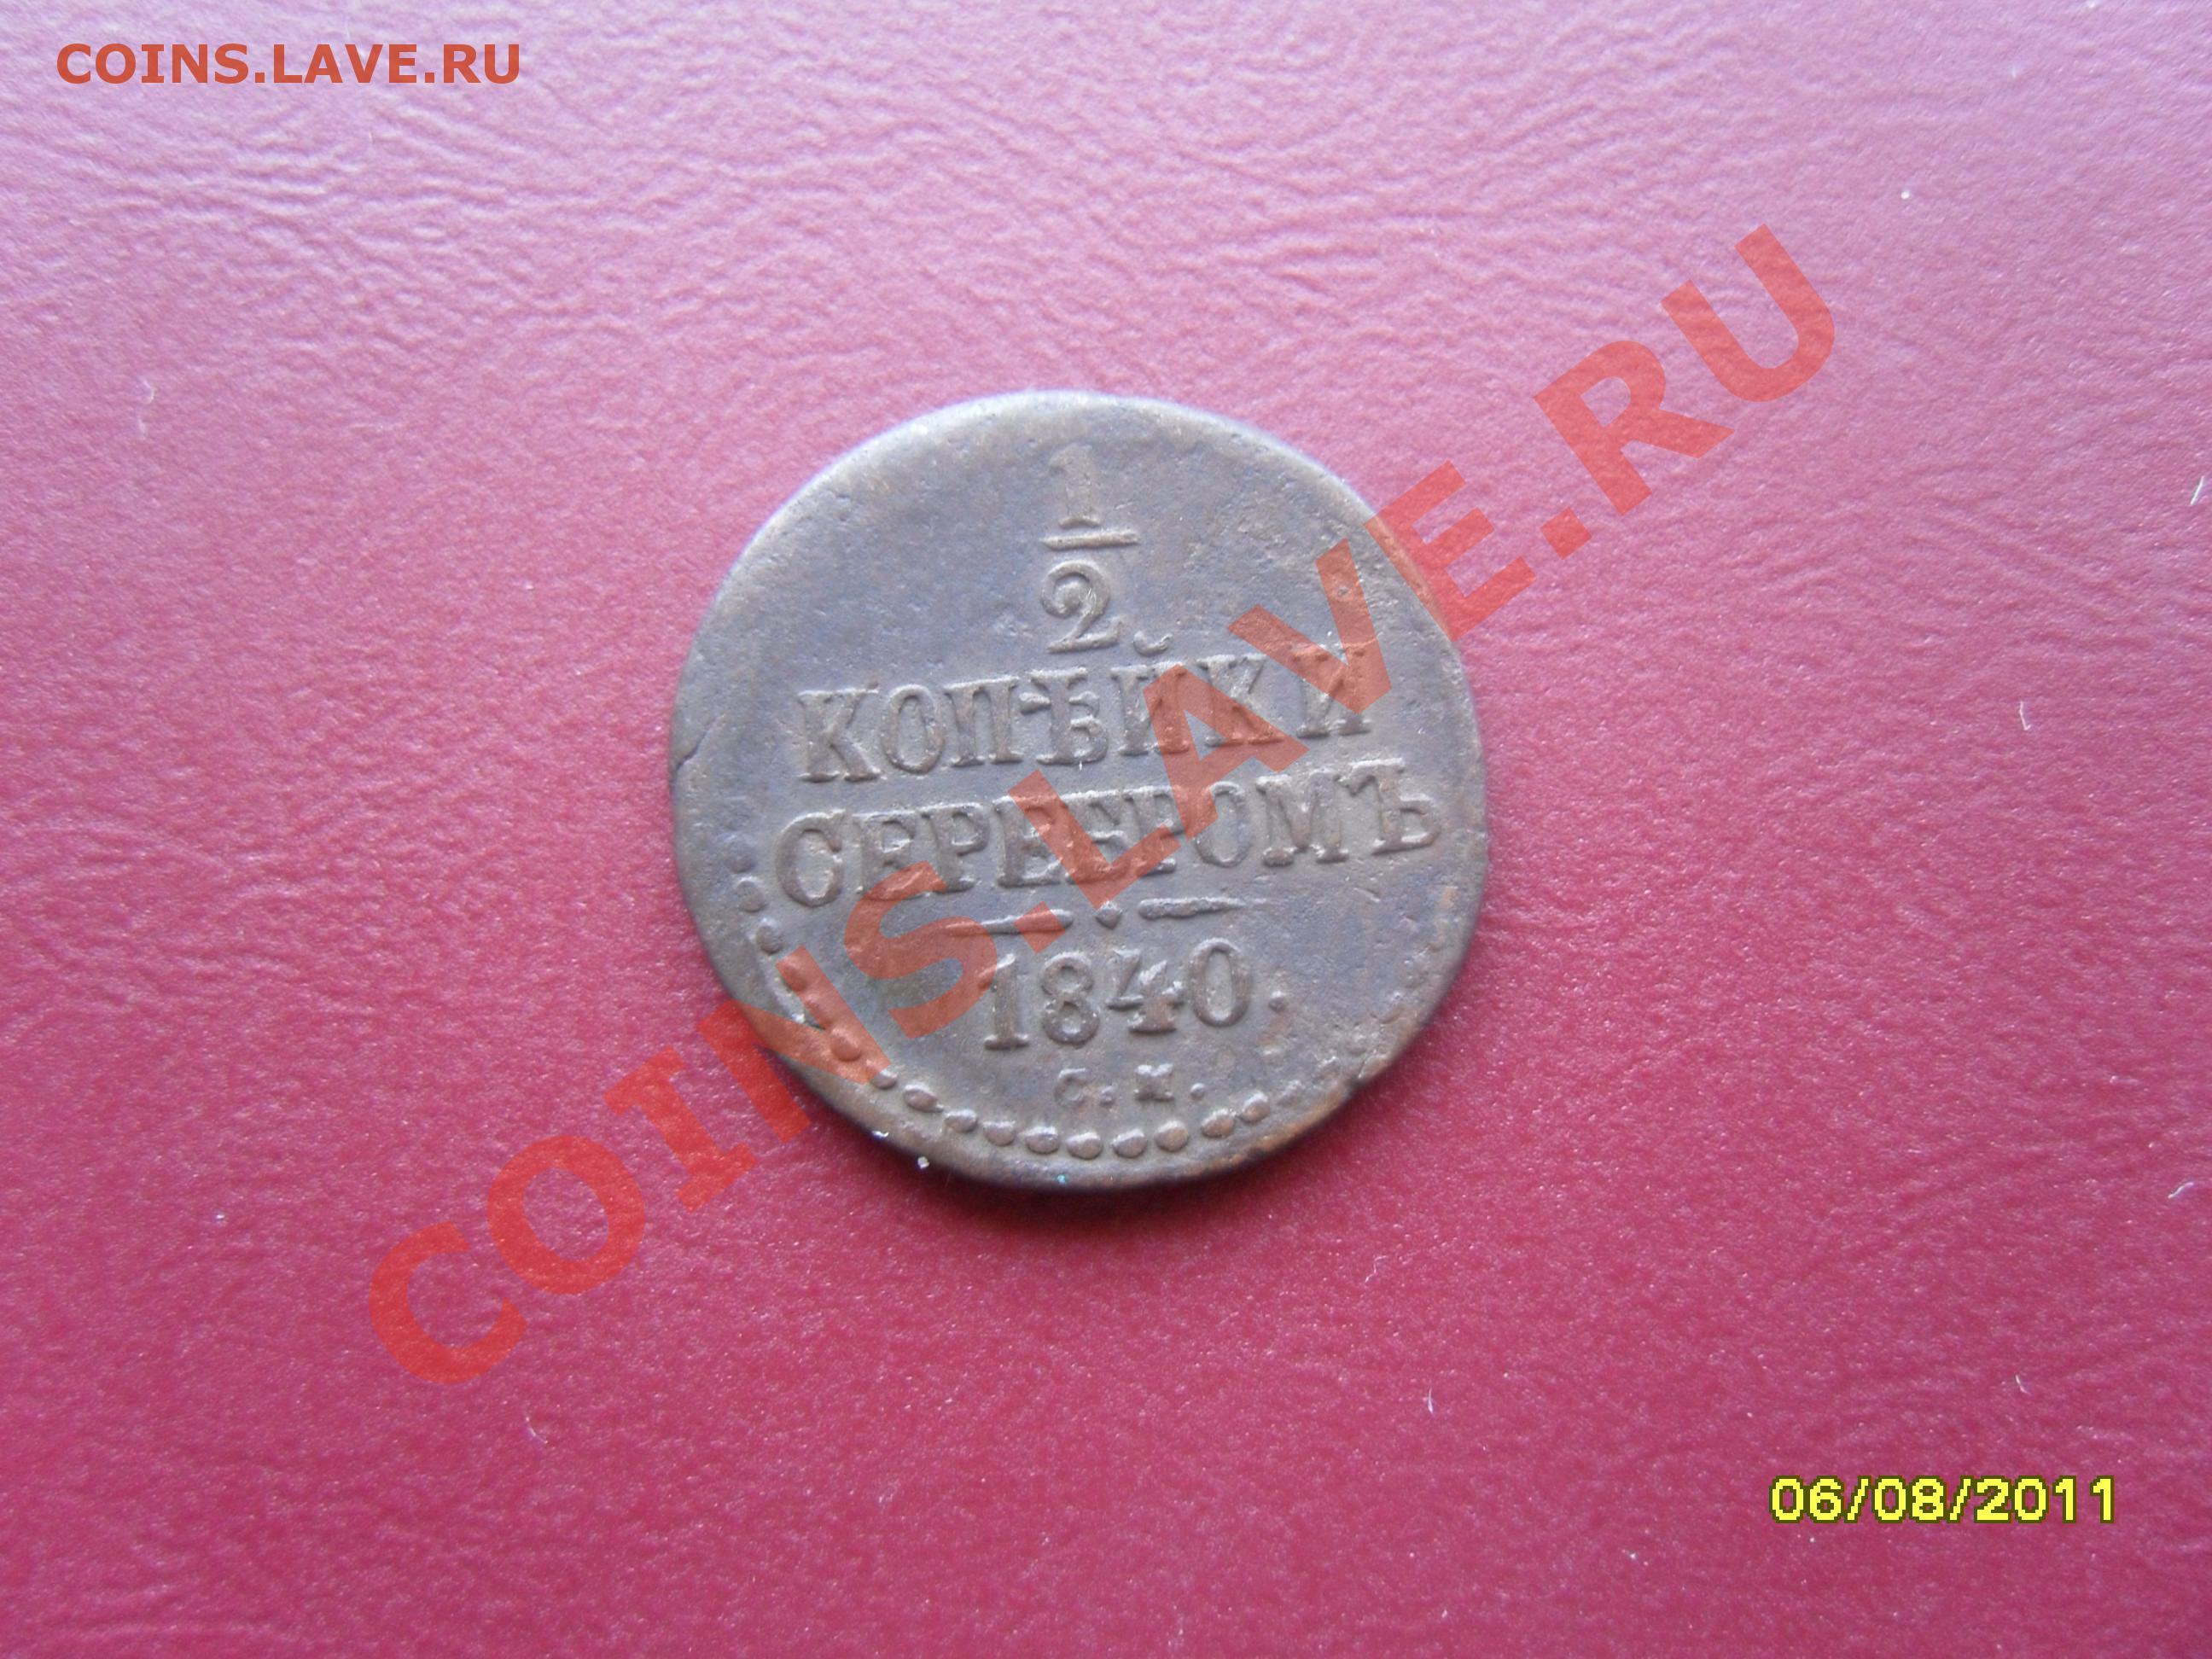 COINS.LAVE.RU
1
2
КОПѢЙКИ
СЕРЕБРОМЪ
1840.
С. М.
COINS.LAVE.RU
06/08/2011